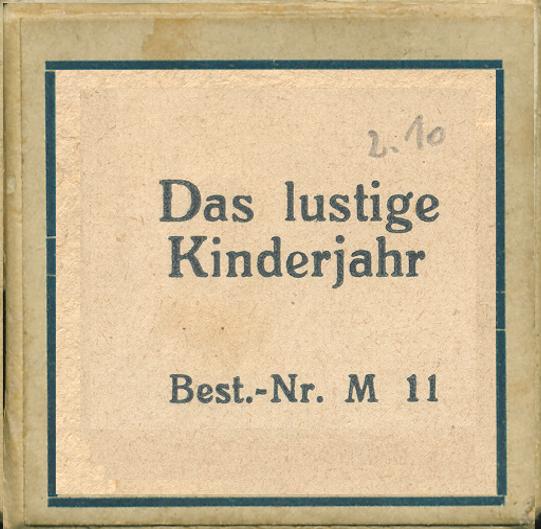 2.10
Das lustige
Kinderjahr
Best.-Nr. M 11